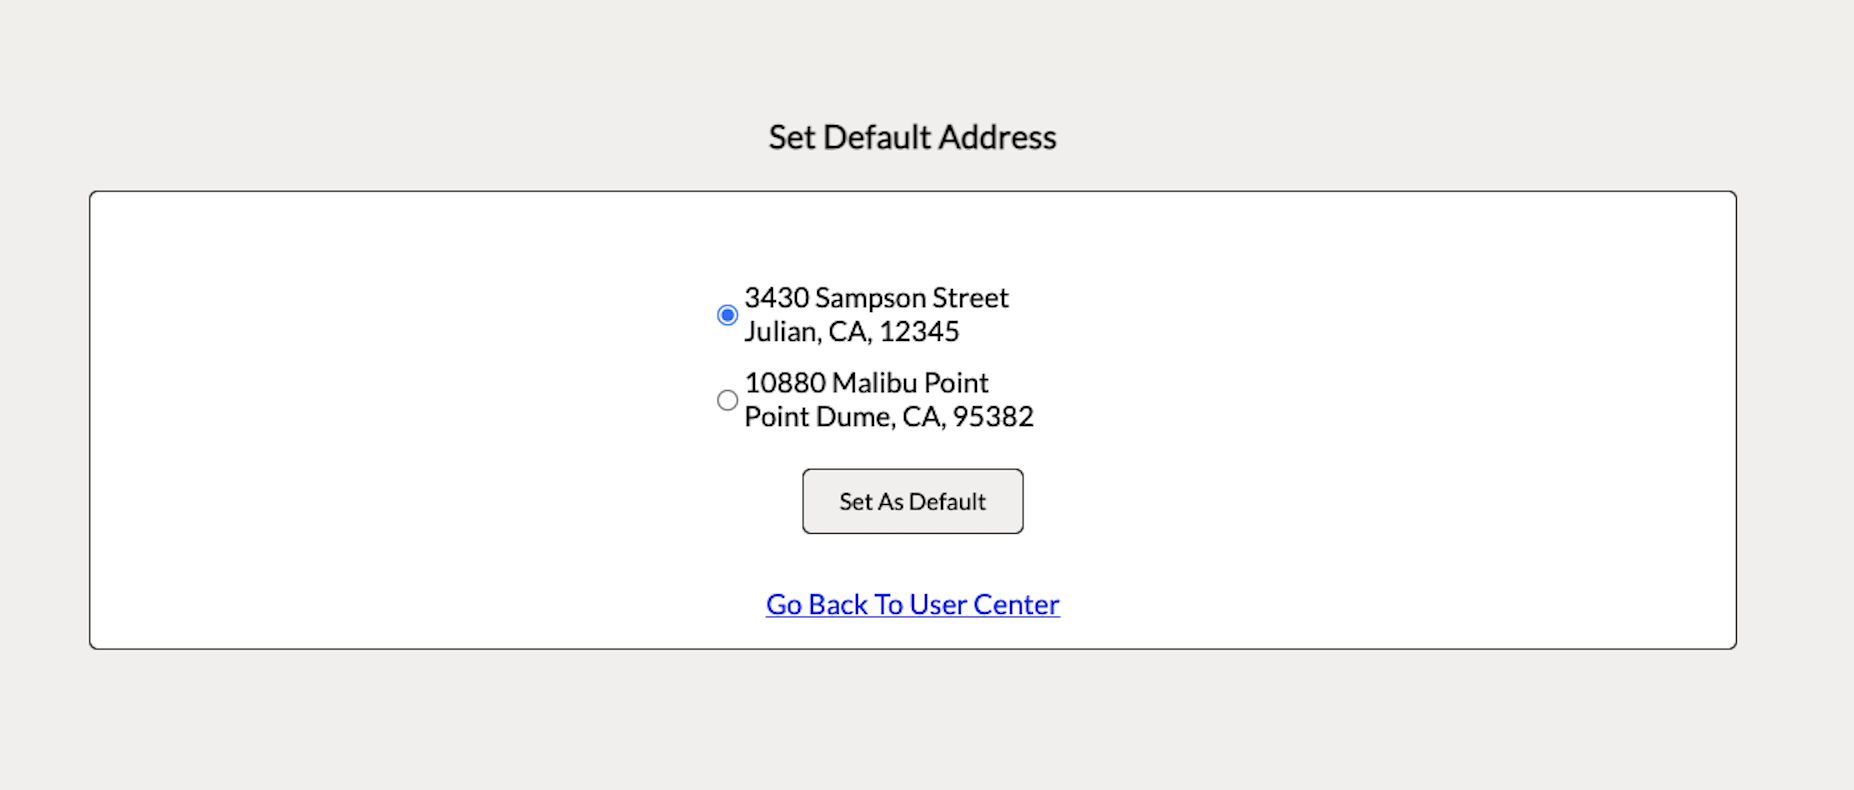 Set Default Address
3430 Sampson Street
Julian, CA, 12345
10880 Malibu Point
Point Dume, CA, 95382
Set As Default
Go Back To User Center